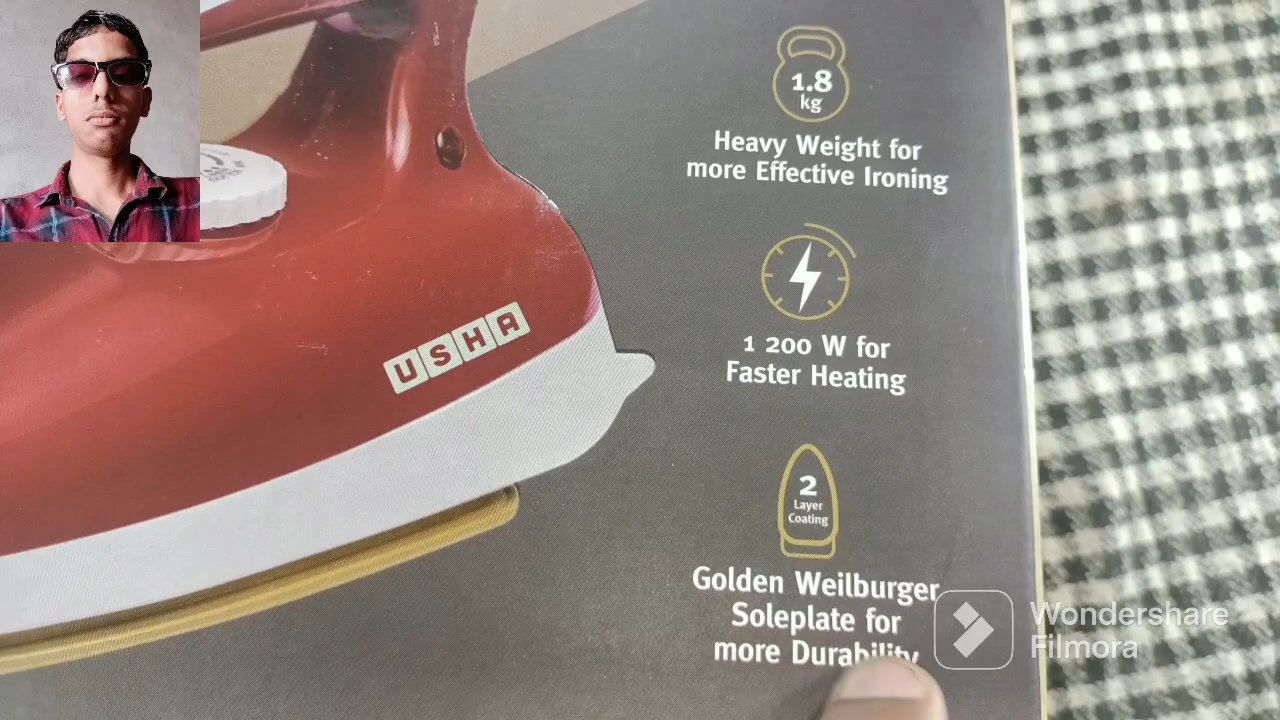 1.8
kg
Heavy Weight for
more Effective Ironing
1 200 W for
Faster Heating
USHA
2
Layer
Coating
Golden Weilburger
Soleplate for
more Durability
Wondershare
Filmora